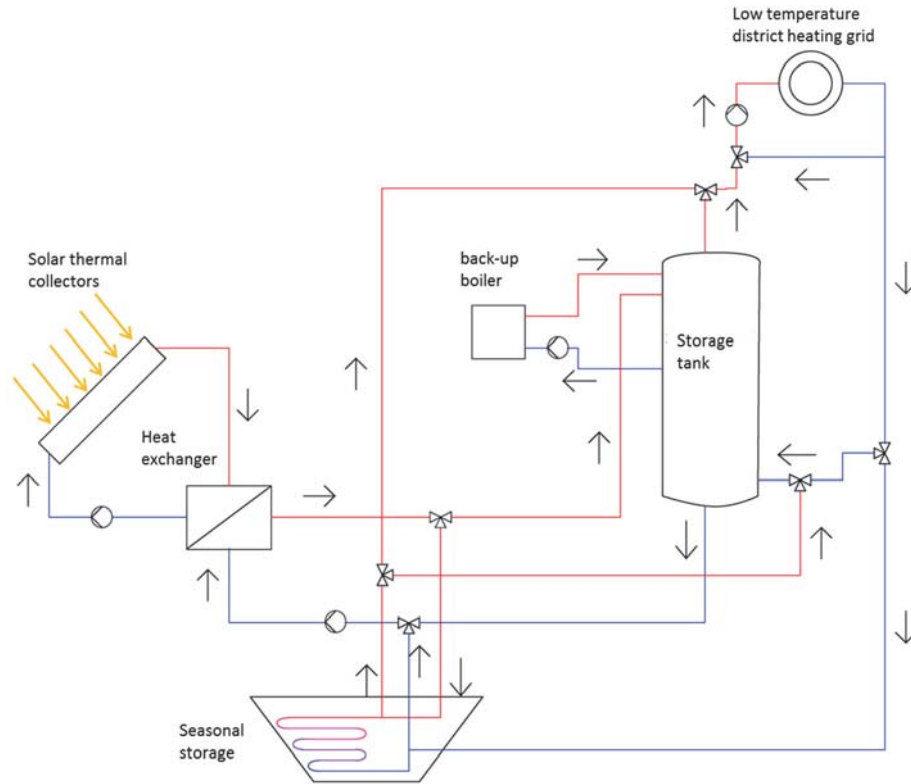 Low temperature
district heating grid
Solar thermal
collectors
back-up
boiler
Storage
tank
Heat
exchanger
Seasonal
storage